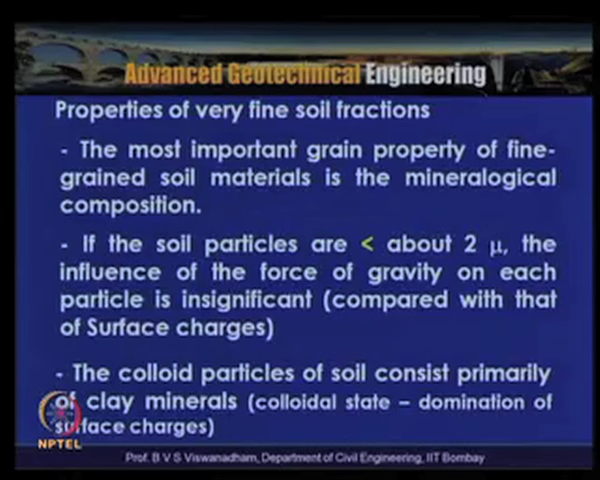 Advanced Geotechnical Engineering
Properties of very fine soil fractions
- The most important grain property of fine-
grained soil materials is the mineralogical
composition.
- If the soil particles are < about 2 μ, the
influence of the force of gravity on each
particle is insignificant (compared with that
of Surface charges)
- The colloid particles of soil consist primarily
of clay minerals (colloidal state – domination of
surface charges)
NPTEL
Prof. B V S Viswanadham, Department of Civil Engineering, IIT Bombay